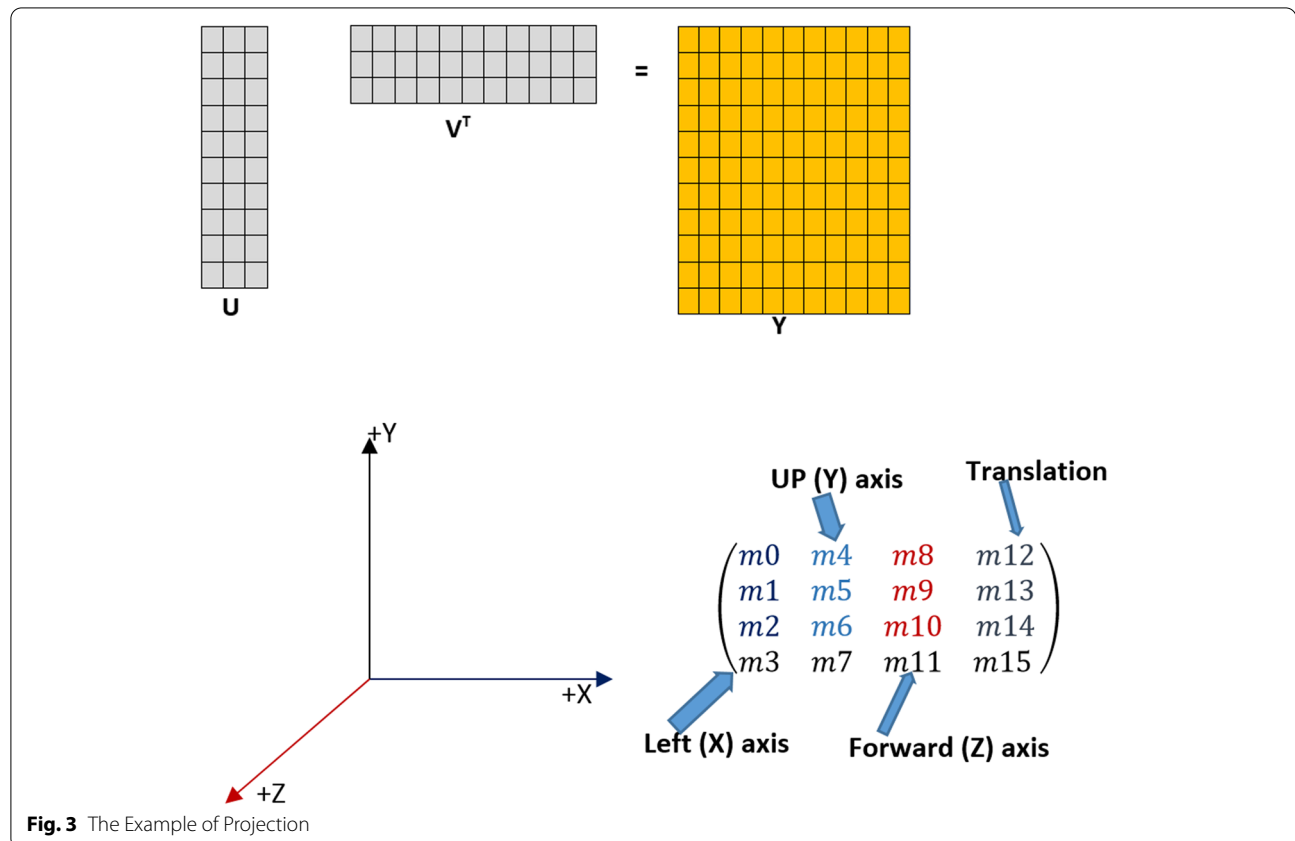 =
V^T
U
Y
+Y
UP (Y) axis
Translation
m0 m4 m8 m12
m1 m5 m9 m13
m2 m6 m10 m14
m3 m7 m11 m15
+X
Left (X) axis
Forward (Z) axis
+Z
Fig. 3 The Example of Projection